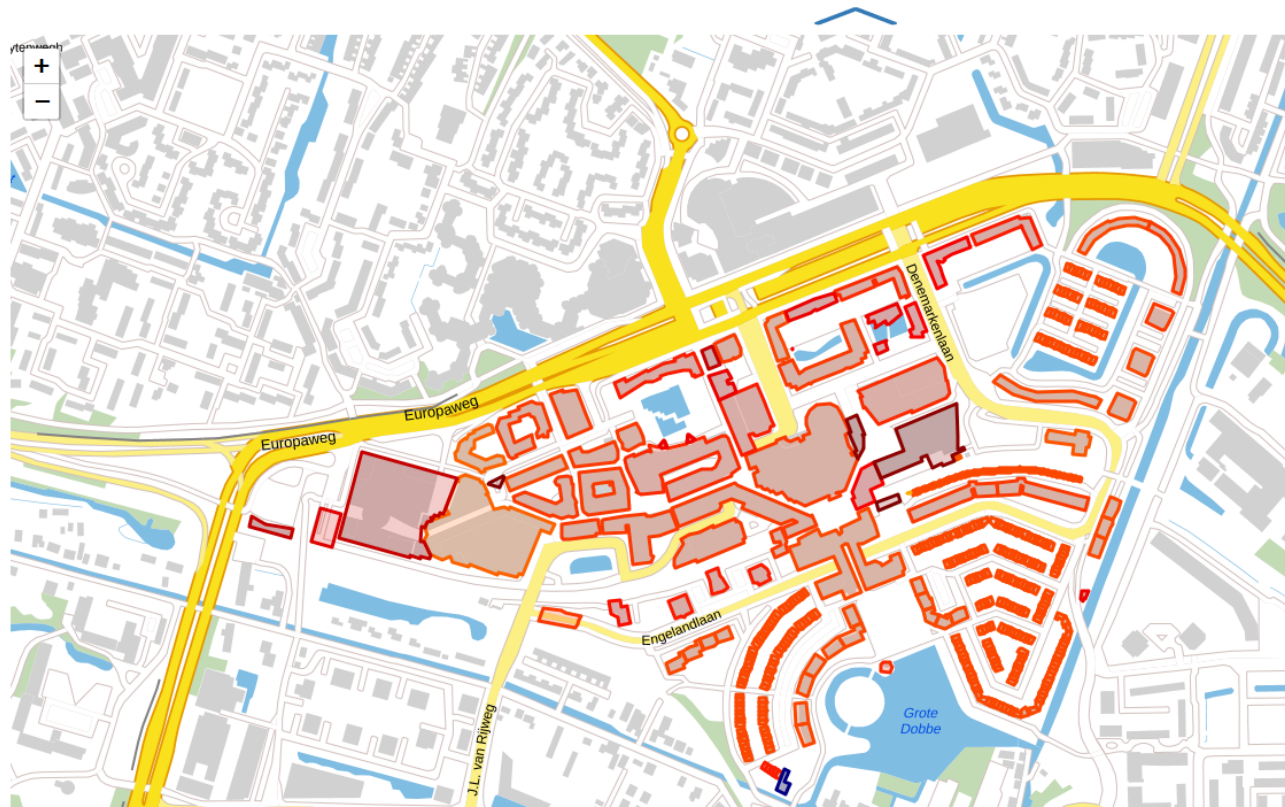 +
−
Denemarkenlaan
Europaweg
Europaweg
Engelandlaan
J.L. van Rijweg
Grote
Dobbe